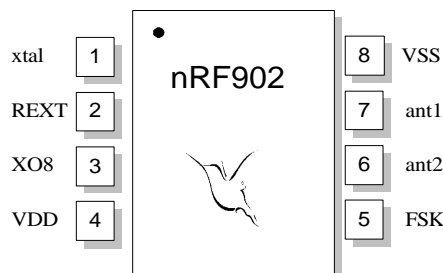 nRF902
xtal 1
REXT 2
XO8 3
VDD 4
8 VSS
7 ant1
6 ant2
5 FSK